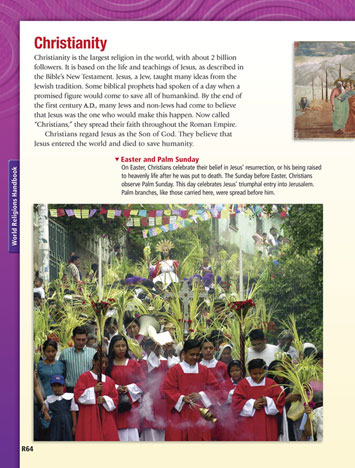 Christianity
Christianity is the largest religion in the world, with about 2 billion
followers. It is based on the life and teachings of Jesus, as described in
the Bible's New Testament. Jesus, a Jew, taught many ideas from the
Jewish tradition. Some biblical prophets had spoken of a day when a
promised figure would come to save all of humankind. By the end of
the first century A.D., many Jews and non-Jews had come to believe
that Jesus was the one who would make this happen. Now called
"Christians," they spread their faith throughout the Roman Empire.
Christians regard Jesus as the Son of God. They believe that
Jesus entered the world and died to save humanity.
▼ Easter and Palm Sunday
On Easter, Christians celebrate their belief in Jesus' resurrection, or his being raised
to heavenly life after he was put to death. The Sunday before Easter, Christians
observe Palm Sunday. This day celebrates Jesus' triumphal entry into Jerusalem.
Palm branches, like those carried here, were spread before him.
World Religions Handbook
R64